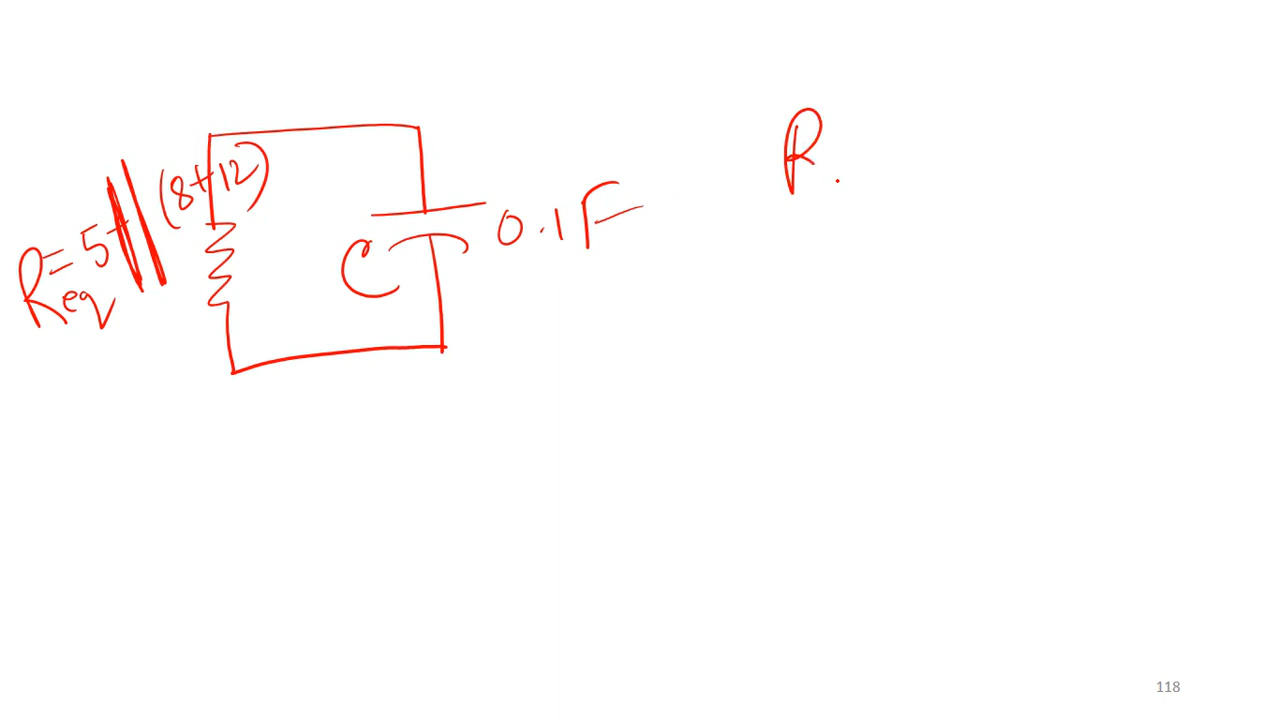 Req = 5 || (8+12)
C 0.1F
R.
118